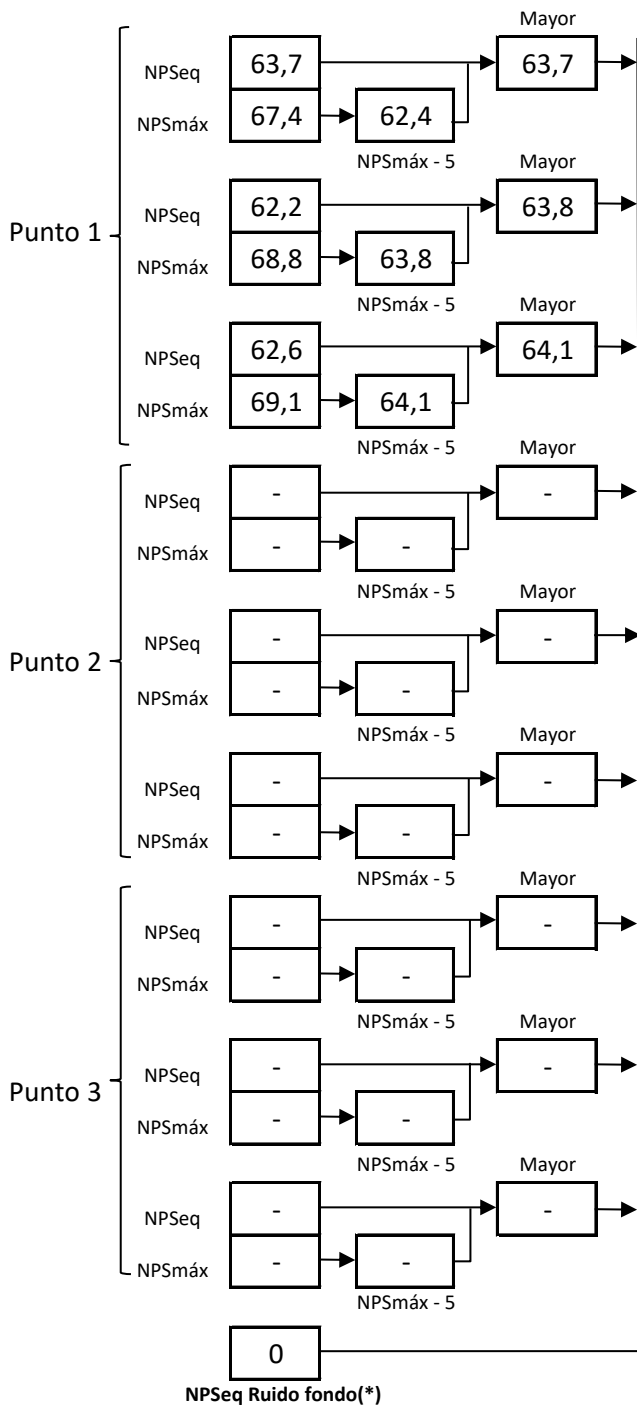 Mayor
NPSeq 63,7 63,7
NPSmáx 67,4 62,4
NPSmáx - 5
Mayor
Punto 1
NPSeq 62,2 63,8
NPSmáx 68,8 63,8
NPSmáx - 5
Mayor
NPSeq 62,6 64,1
NPSmáx 69,1 64,1
NPSmáx - 5
Mayor
NPSeq - -
NPSmáx - -
NPSmáx - 5
Mayor
Punto 2
NPSeq - -
NPSmáx - -
NPSmáx - 5
Mayor
NPSeq - -
NPSmáx - -
NPSmáx - 5
Mayor
NPSeq - -
NPSmáx - -
NPSmáx - 5
Mayor
Punto 3
NPSeq - -
NPSmáx - -
NPSmáx - 5
Mayor
NPSeq - -
NPSmáx - -
NPSmáx - 5
0
NPSeq Ruido fondo(*)